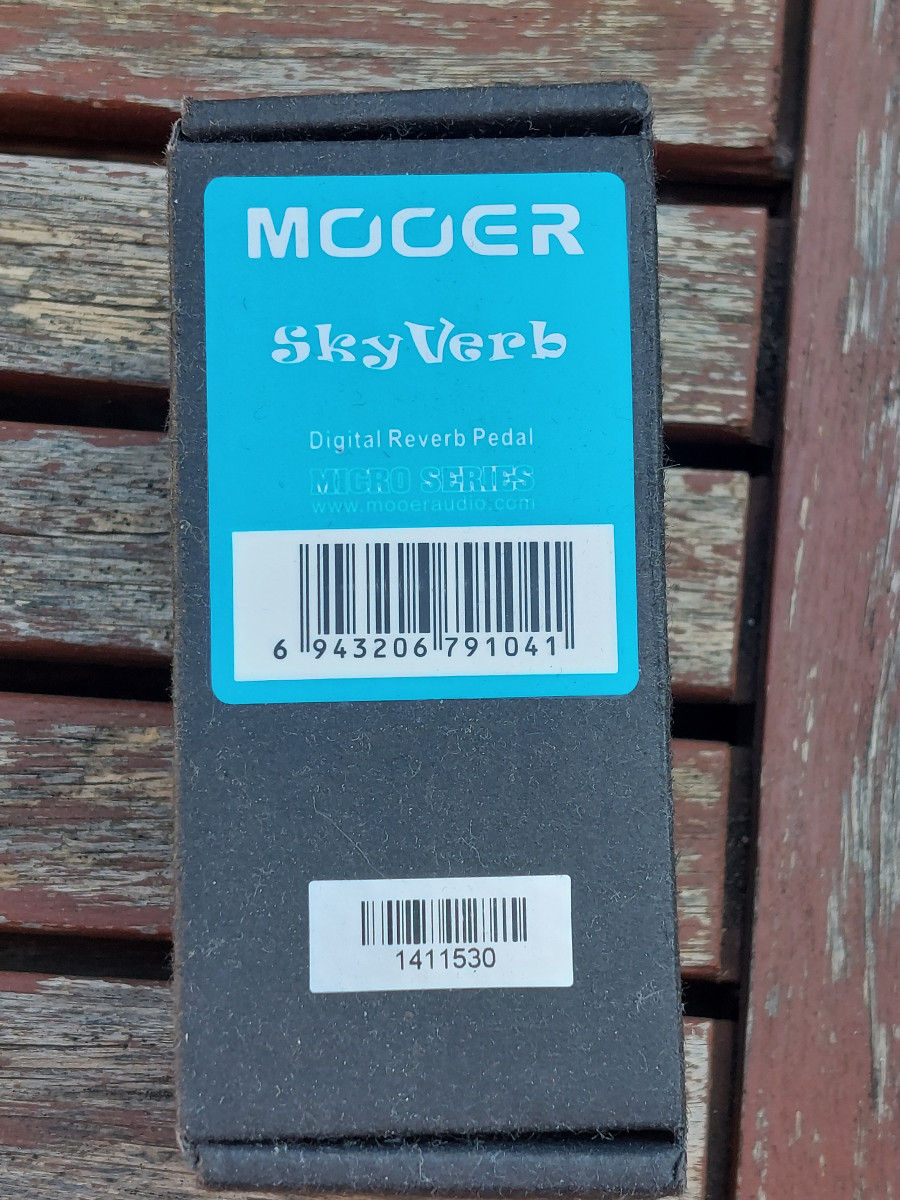 MOOER
SkyVerb
Digital Reverb Pedal
MICRO SERIES
www.mooeraudio.com
6 943206 791041
1411530